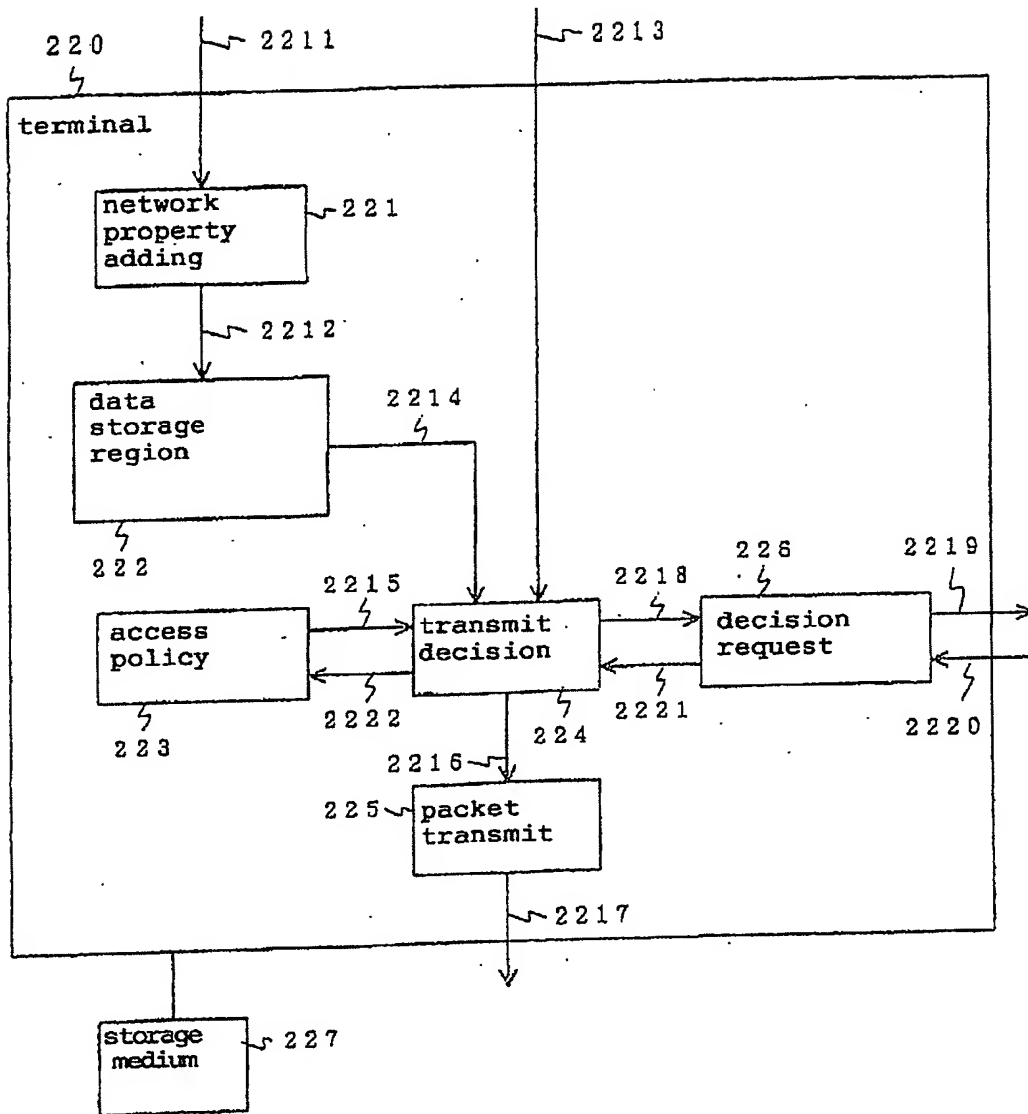 220
2211
2213
terminal
network
property
adding
221
2212
data
storage
region
2214
222
2215
2218
226
2219
access
policy
transmit
decision
decision
request
223
2222
224
2221
2220
2216
225
packet
transmit
2217
storage
medium
227